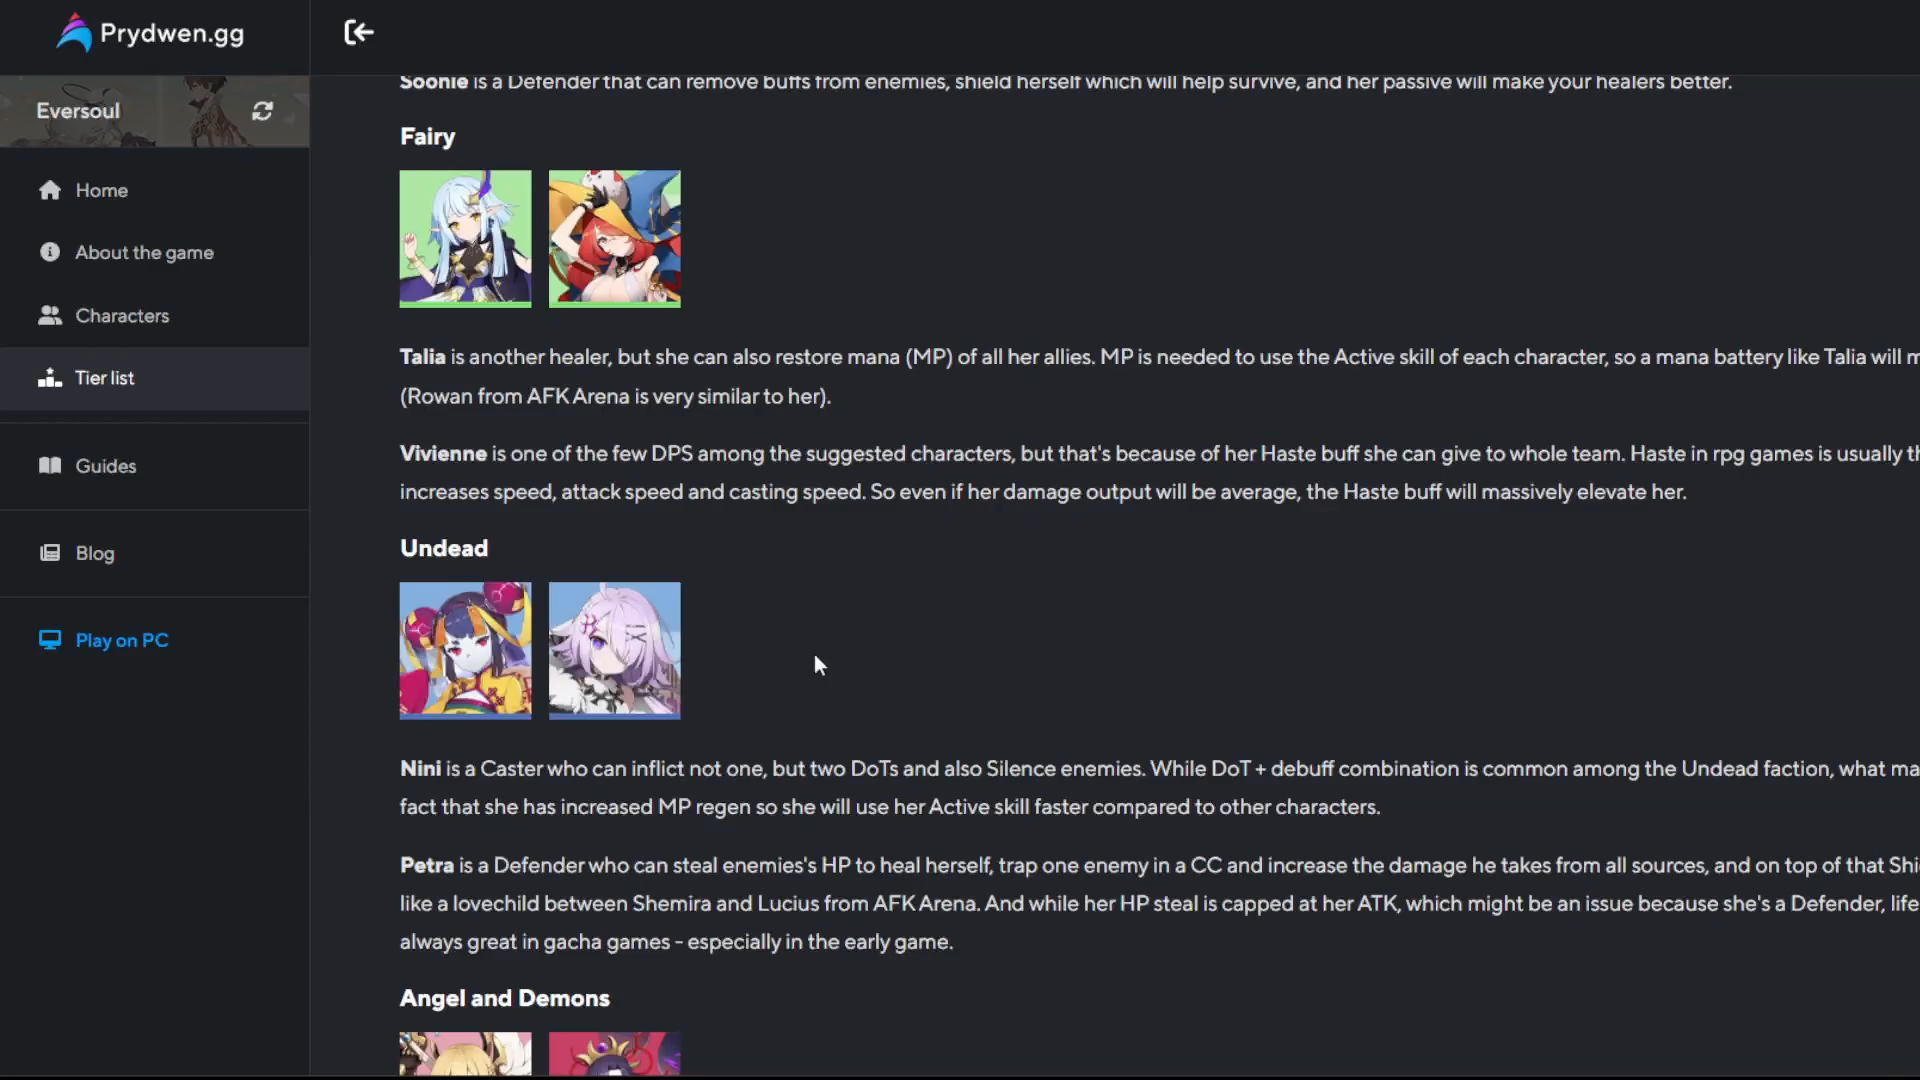 Prydwen.gg
Eversoul
Home
About the game
Characters
Tier list
Guides
Blog
Play on PC
Soonie is a Defender that can remove buffs from enemies, shield herself which will help survive, and her passive will make your healers better.
Fairy
Talia is another healer, but she can also restore mana (MP) of all her allies. MP is needed to use the Active skill of each character, so a mana battery like Talia will
(Rowan from AFK Arena is very similar to her).
Vivienne is one of the few DPS among the suggested characters, but that's because of her Haste buff she can give to whole team. Haste in rpg games is usually
increases speed, attack speed and casting speed. So even if her damage output will be average, the Haste buff will massively elevate her.
Undead
Nini is a Caster who can inflict not one, but two DoTs and also Silence enemies. While DoT + debuff combination is common among the Undead faction, what
fact that she has increased MP regen so she will use her Active skill faster compared to other characters.
Petra is a Defender who can steal enemies's HP to heal herself, trap one enemy in a CC and increase the damage he takes from all sources, and on top of that
like a lovechild between Shemira and Lucius from AFK Arena. And while her HP steal is capped at her ATK, which might be an issue because she's a Defender, life
always great in gacha games - especially in the early game.
Angel and Demons